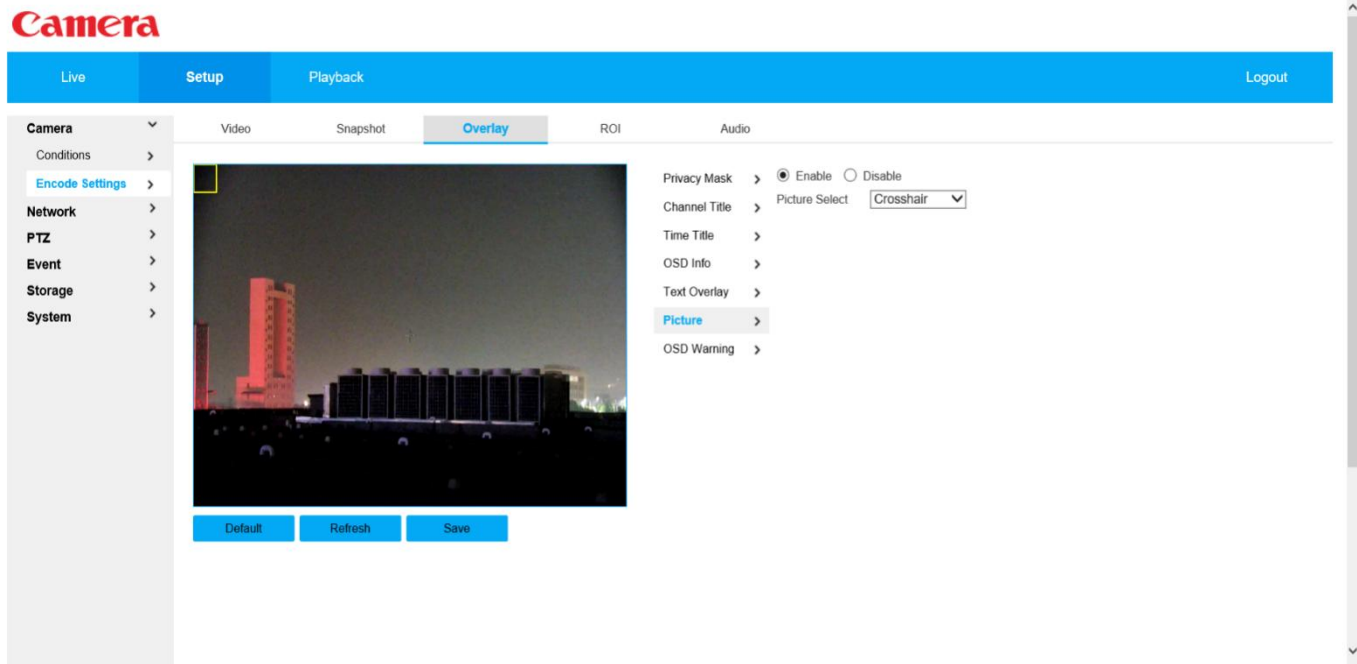 Camera
Live Setup Playback Logout
Camera
Conditions
Encode Settings
Network
PTZ
Event
Storage
System
Video Snapshot Overlay ROI Audio
Privacy Mask
Channel Title
Time Title
OSD Info
Text Overlay
Picture
OSD Warning
Enable Disable
Picture Select Crosshair
Default Refresh Save